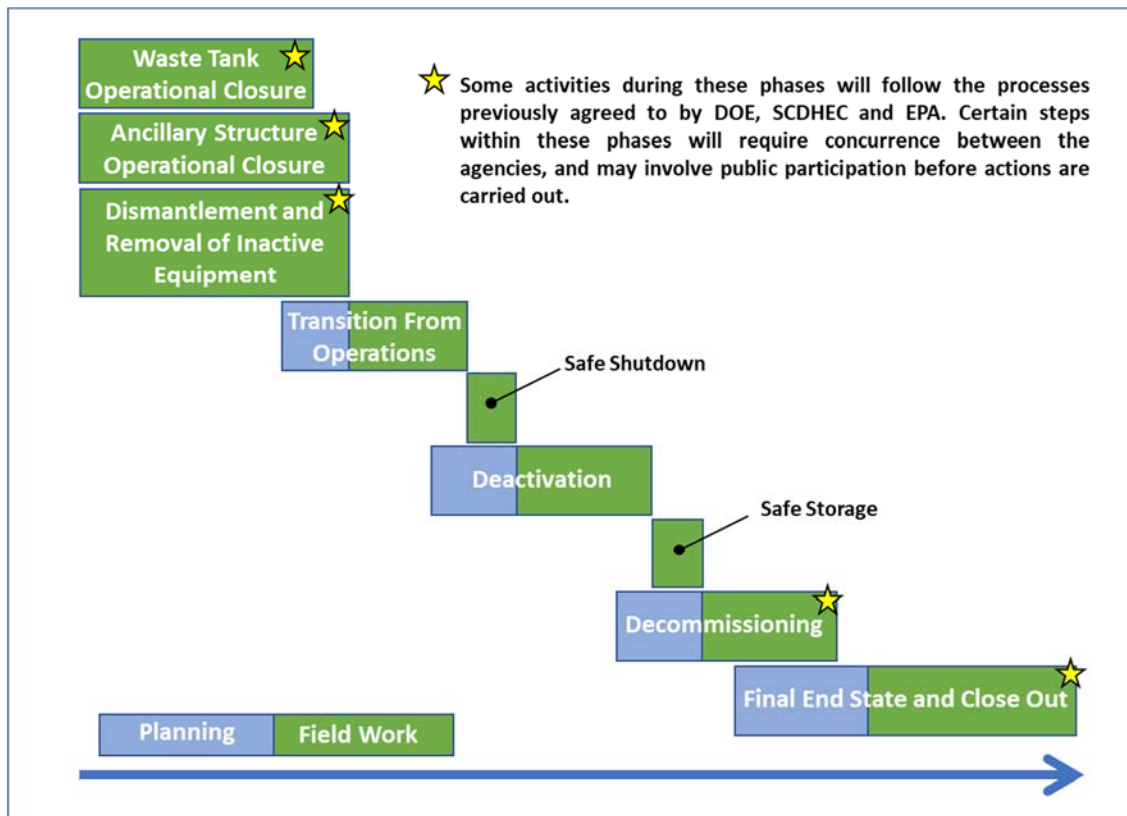 Waste Tank
Operational Closure
Some activities during these phases will follow the processes
previously agreed to by DOE, SCDHEC and EPA. Certain steps
within these phases will require concurrence between the
agencies, and may involve public participation before actions are
carried out.
Ancillary Structure
Operational Closure
Dismantlement and
Removal of Inactive
Equipment
Transition From
Operations
Safe Shutdown
Deactivation
Safe Storage
Decommissioning
Final End State and Close Out
Planning
Field Work